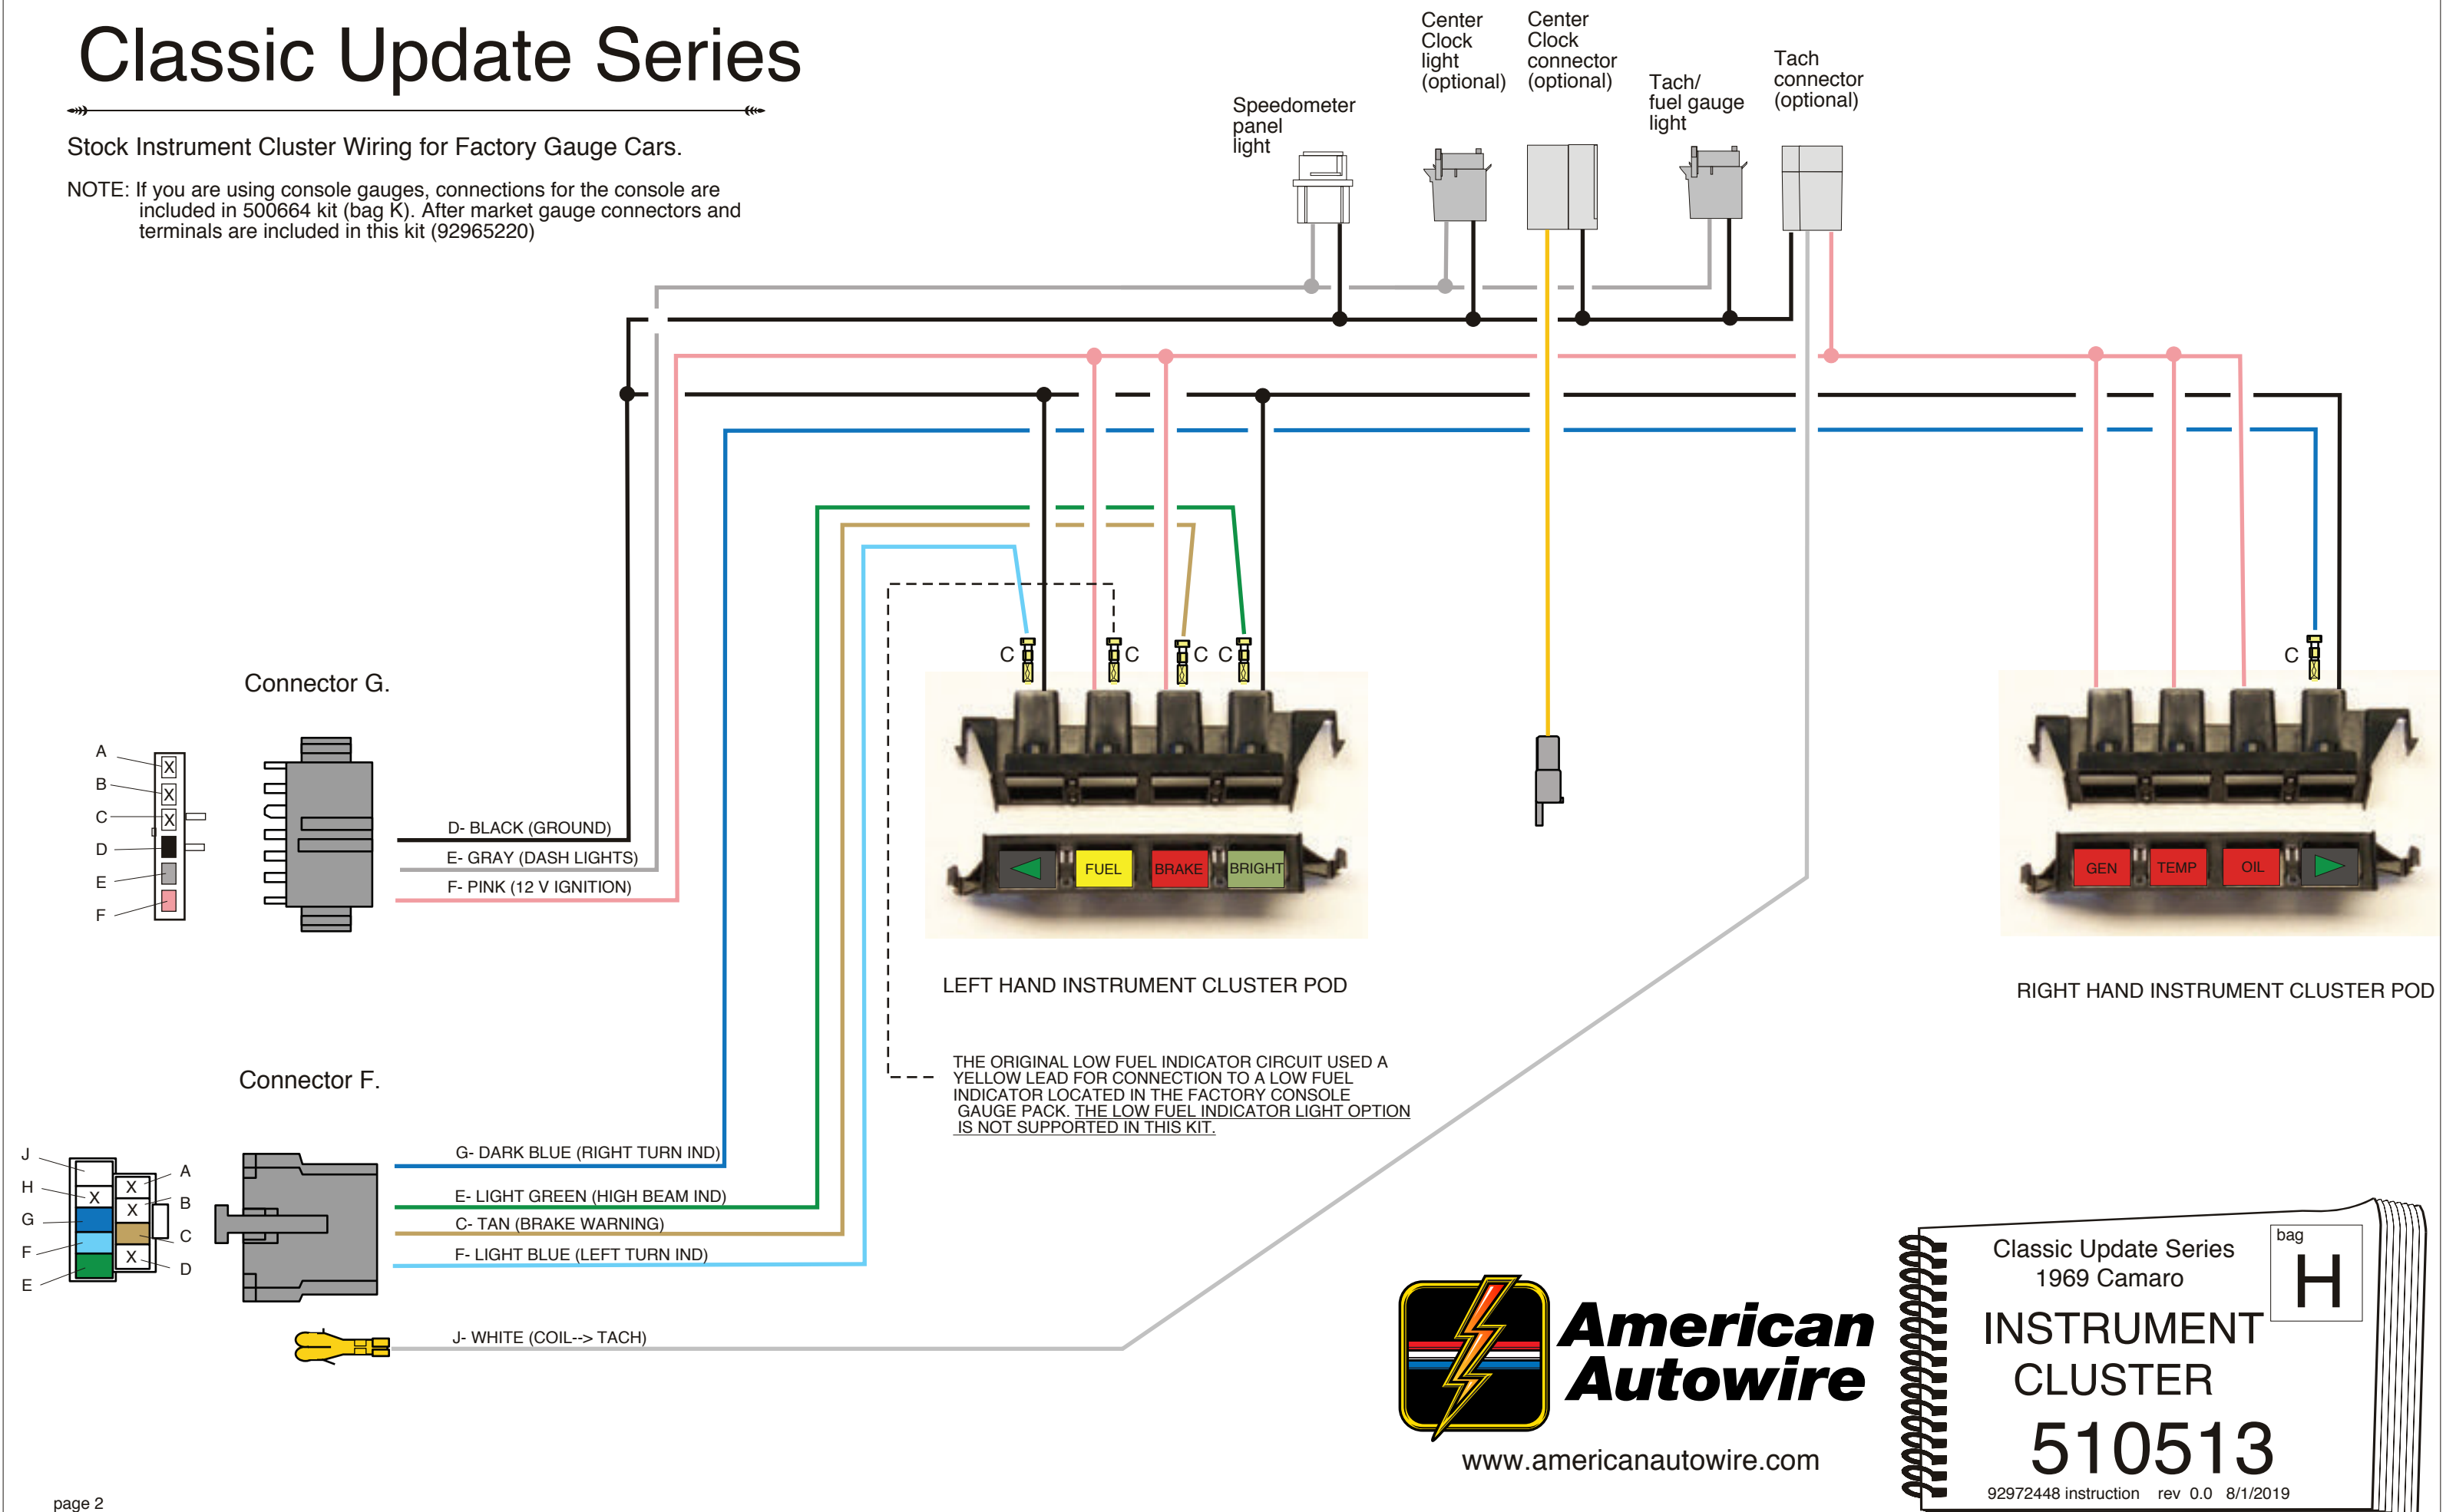 Classic Update Series
Stock Instrument Cluster Wiring for Factory Gauge Cars.
NOTE: If you are using console gauges, connections for the console are
included in 500664 kit (bag K). After market gauge connectors and
terminals are included in this kit (92965220)
Speedometer
panel
light
Center
Clock
light
(optional)
Center
Clock
connector
(optional)
Tach/
fuel gauge
light
Tach
connector
(optional)
C
C
C
C
C
Connector G.
A
B
C
D
E
F
X
X
X
D- BLACK (GROUND)
E- GRAY (DASH LIGHTS)
F- PINK (12 V IGNITION)
FUEL
BRAKE
BRIGHT
GEN
TEMP
OIL
LEFT HAND INSTRUMENT CLUSTER POD
RIGHT HAND INSTRUMENT CLUSTER POD
THE ORIGINAL LOW FUEL INDICATOR CIRCUIT USED A
YELLOW LEAD FOR CONNECTION TO A LOW FUEL
INDICATOR LOCATED IN THE FACTORY CONSOLE
GAUGE PACK. THE LOW FUEL INDICATOR LIGHT OPTION
IS NOT SUPPORTED IN THIS KIT.
Connector F.
J
H
G
F
E
X
X
X
X
A
B
C
D
G- DARK BLUE (RIGHT TURN IND)
E- LIGHT GREEN (HIGH BEAM IND)
C- TAN (BRAKE WARNING)
F- LIGHT BLUE (LEFT TURN IND)
J- WHITE (COIL--> TACH)
American
Autowire
www.americanautowire.com
Classic Update Series
1969 Camaro
bag
H
INSTRUMENT
CLUSTER
510513
92972448 instruction rev 0.0 8/1/2019
page 2